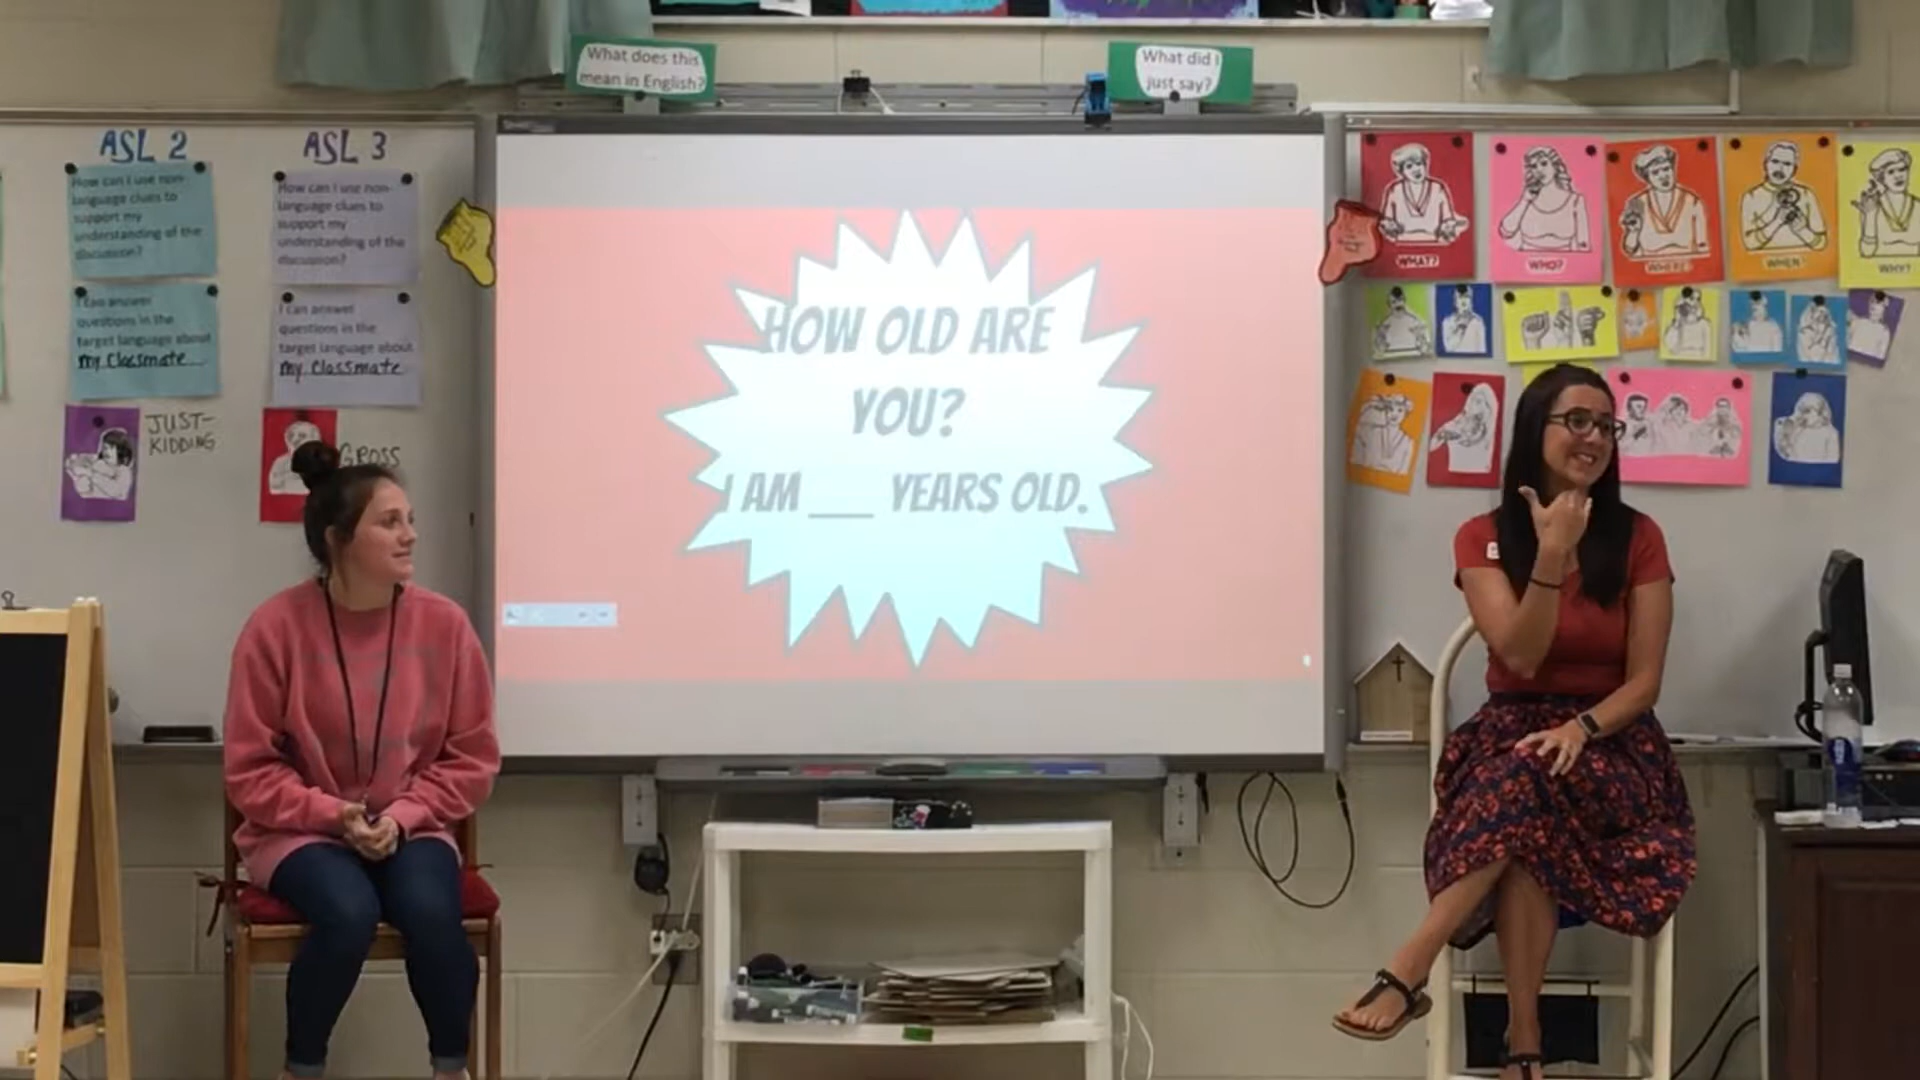 What does this
mean in English?
What did I
just say?
ASL 2
How can I use non-
language clues to
support my
understanding of the
discussion?
I can answer
questions in the
target language about
my Classmate
JUST-
KIDDING
ASL 3
How can I use non-
language clues to
support my
understanding of the
discussion?
I can answer
questions in the
target language about
my Classmate
GROSS
HOW OLD ARE
YOU?
I AM ___ YEARS OLD.
WHAT?
WHO?
WHERE?
WHEN
WHY?